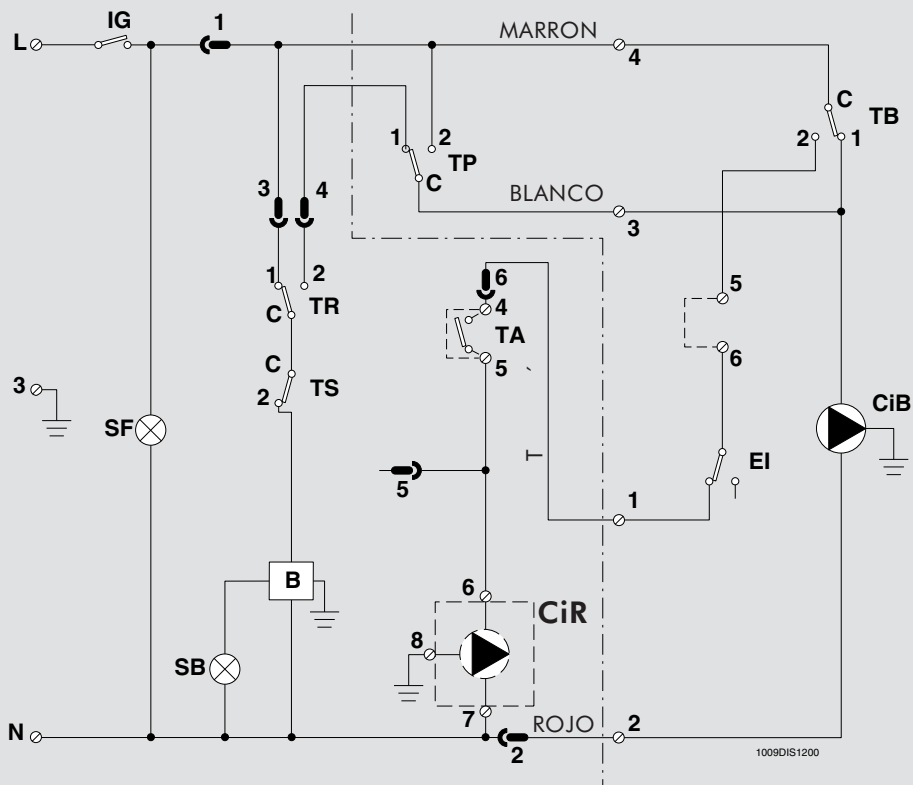 IG
1
MARRON
L
4
C
TB
2
1
1
2
TP
C
3
4
BLANCO
3
1
2
TR
C
6
4
TA
5
5
C
2
TS
6
3
SF
CiB
T
EI
5
1
B
6
CiR
8
SB
7
ROJO
2
N
2
1009DIS1200